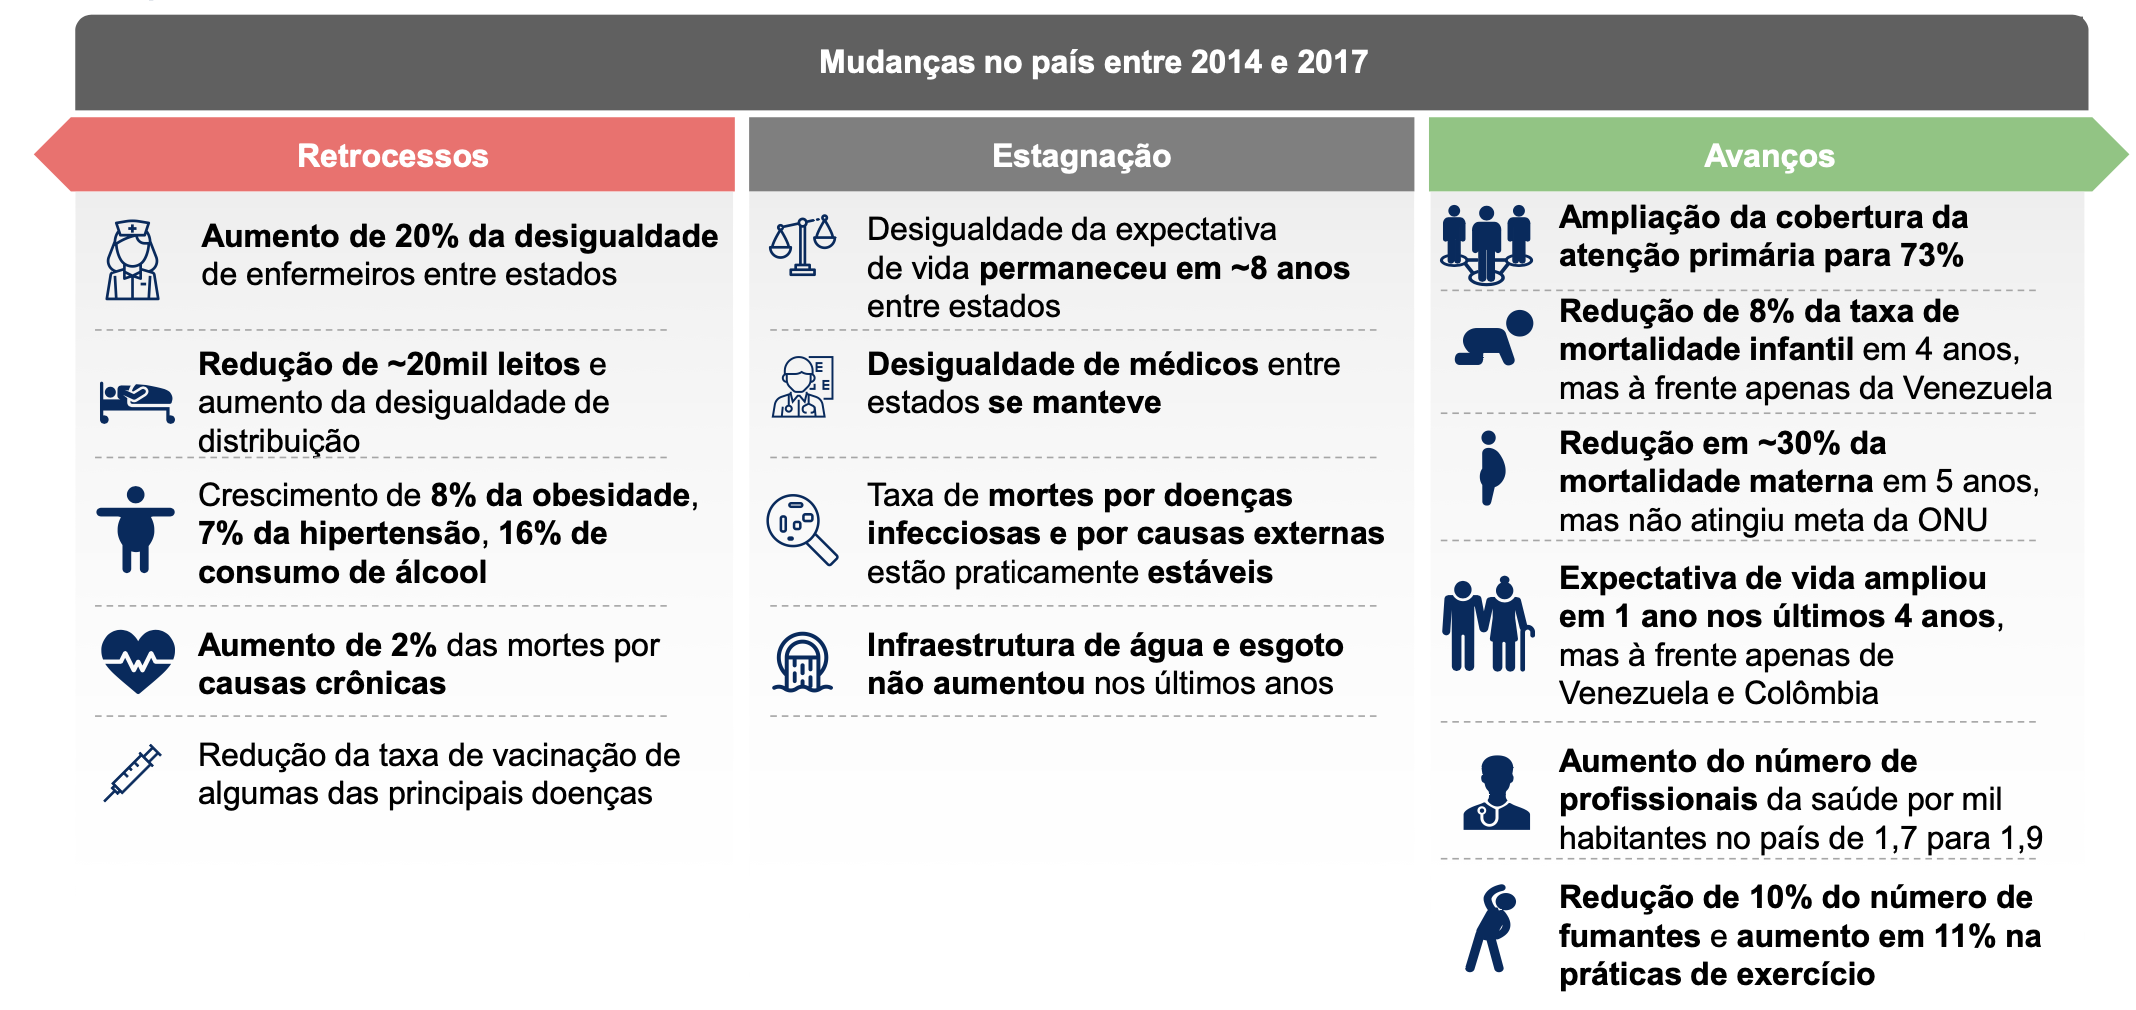 Mudanças no país entre 2014 e 2017
Retrocessos
Aumento de 20% da desigualdade
de enfermeiros entre estados
Redução de ~20mil leitos e
aumento da desigualdade de
distribuição
Crescimento de 8% da obesidade,
7% da hipertensão, 16% de
consumo de álcool
Aumento de 2% das mortes por
causas crônicas
Redução da taxa de vacinação de
algumas das principais doenças
Estagnação
Desigualdade da expectativa
de vida permaneceu em ~8 anos
entre estados
E
E
Desigualdade de médicos entre
estados se manteve
Taxa de mortes por doenças
infecciosas e por causas externas
estão praticamente estáveis
Infraestrutura de água e esgoto
não aumentou nos últimos anos
Avanços
Ampliação da cobertura da
atenção primária para 73%
Redução de 8% da taxa de
mortalidade infantil em 4 anos,
mas à frente apenas da Venezuela
Redução em ~30% da
mortalidade materna em 5 anos,
mas não atingiu meta da ONU
Expectativa de vida ampliou
em 1 ano nos últimos 4 anos,
mas à frente apenas de
Venezuela e Colômbia
Aumento do número de
profissionais da saúde por mil
habitantes no país de 1,7 para 1,9
Redução de 10% do número de
fumantes e aumento em 11% na
práticas de exercício